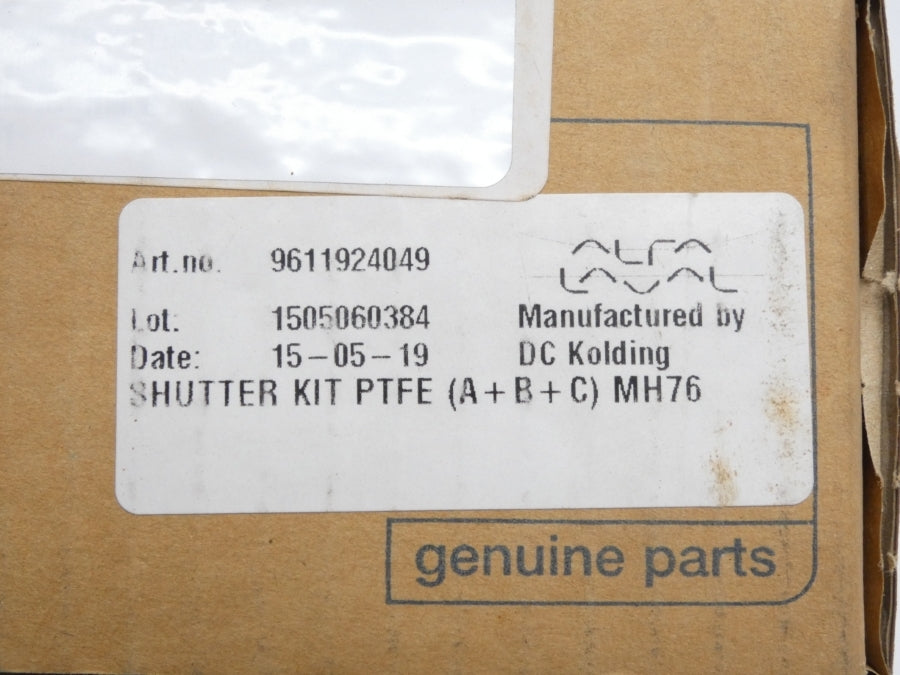 Art.no. 9611924049
ALFA
LAVAL
Lot: 1505060384
Manufactured by
Date: 15-05-19
DC Kolding
SHUTTER KIT PTFE (A+B+C) MH76
genuine parts